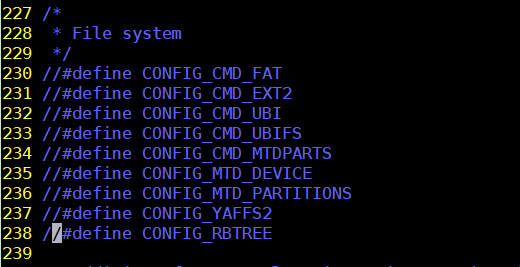 227 /*
228  * File system
229  */
230 //#define CONFIG_CMD_FAT
231 //#define CONFIG_CMD_EXT2
232 //#define CONFIG_CMD_UBI
233 //#define CONFIG_CMD_UBIFS
234 //#define CONFIG_CMD_MTDPARTS
235 //#define CONFIG_MTD_DEVICE
236 //#define CONFIG_MTD_PARTITIONS
237 //#define CONFIG_YAFFS2
238 //#define CONFIG_RBTREE
239